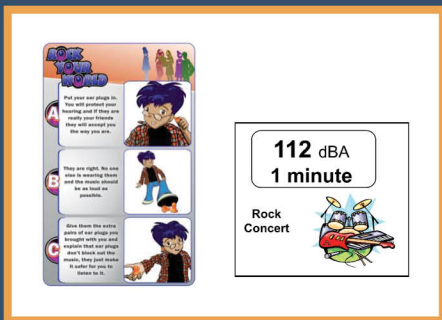 ROCK
YOUR
WORLD
A
Put your ear plugs in.
You will protect your
hearing and if they are
really your friends
they will accept you
the way you are.
B
They are right. No one
else is wearing them
and the music should
be as loud as
possible.
C
Give them the extra
pairs of ear plugs you
brought with you and
explain that ear plugs
don't block out the
music, they just make
it safer for you to
listen to it.
112 dBA
1 minute
Rock
Concert